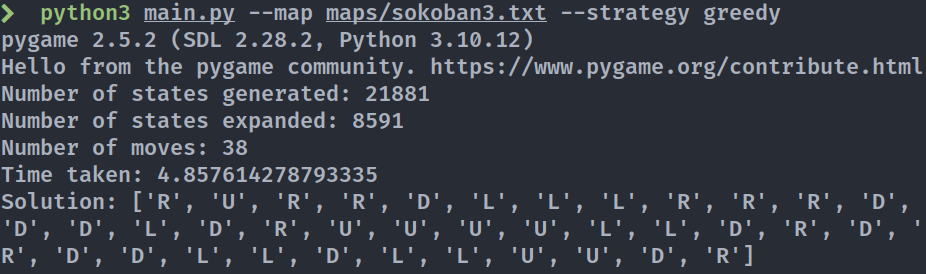 ❯ python3 main.py --map maps/sokoban3.txt --strategy greedy
pygame 2.5.2 (SDL 2.28.2, Python 3.10.12)
Hello from the pygame community. https://www.pygame.org/contribute.html
Number of states generated: 21881
Number of states expanded: 8591
Number of moves: 38
Time taken: 4.857614278793335
Solution: ['R', 'U', 'R', 'R', 'D', 'L', 'L', 'L', 'R', 'R', 'R', 'D',
'D', 'D', 'L', 'D', 'R', 'U', 'U', 'U', 'U', 'L', 'L', 'D', 'R', 'D', '
R', 'D', 'D', 'L', 'L', 'D', 'L', 'L', 'U', 'U', 'D', 'R']